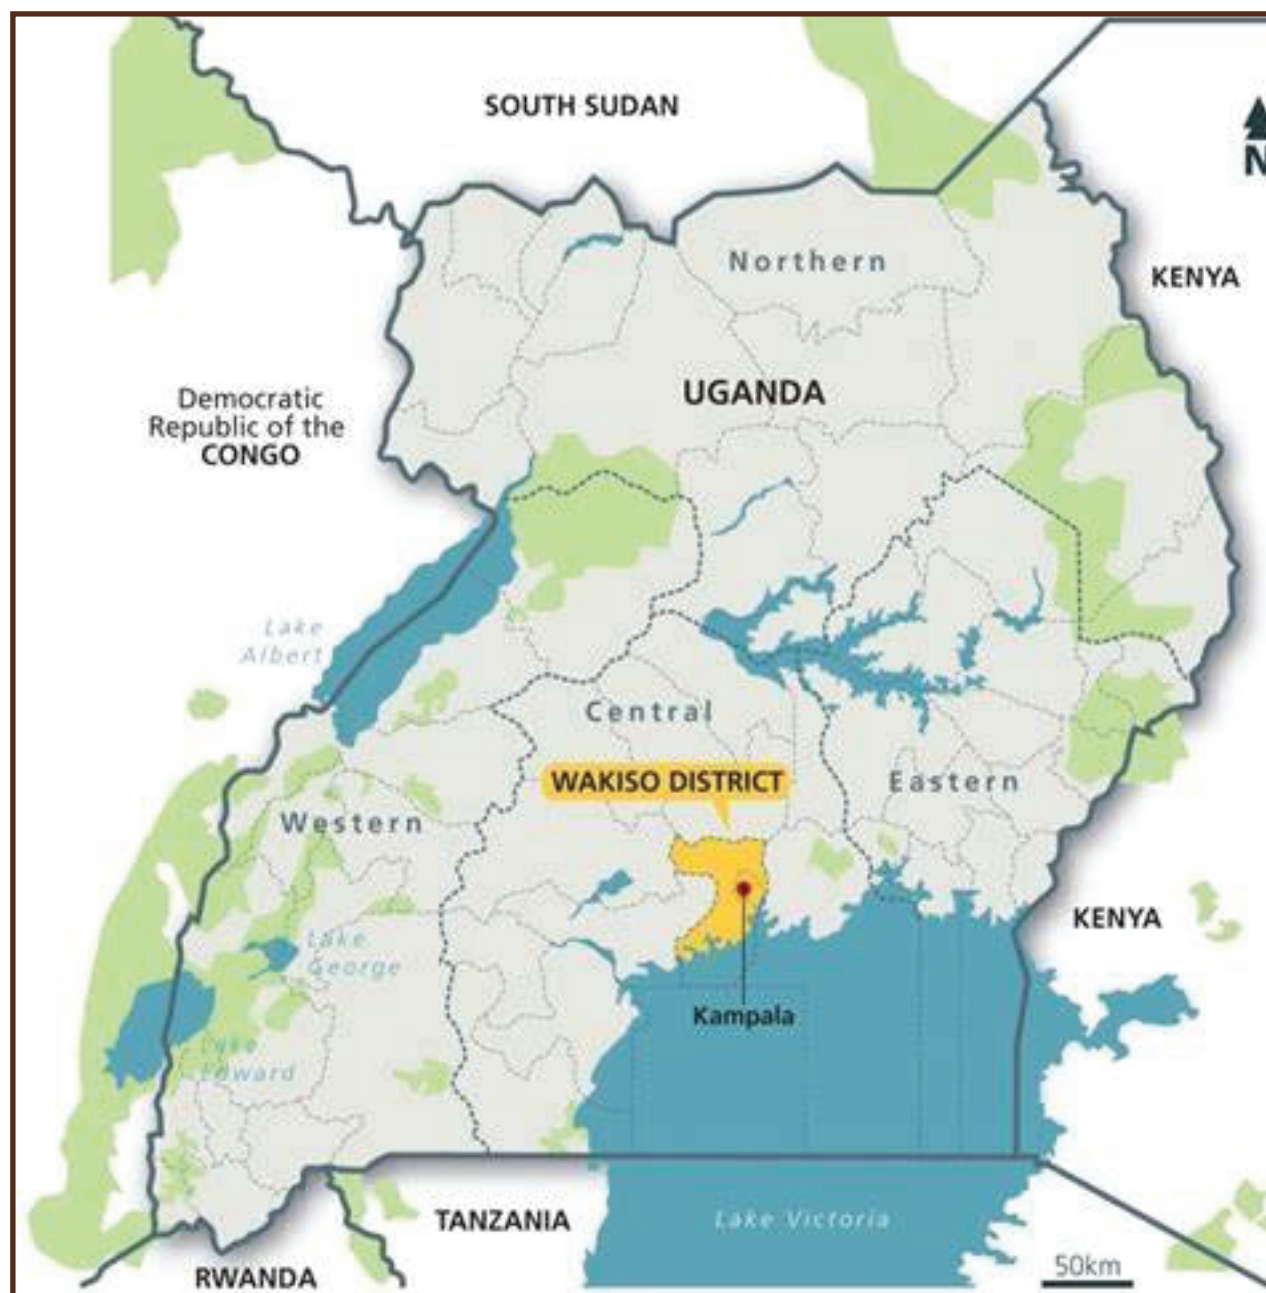 SOUTH SUDAN
N
Northern
KENYA
UGANDA
Democratic
Republic of the
CONGO
Lake
Albert
Central
WAKISO DISTRICT
Eastern
Western
KENYA
Lake
George
Kampala
Lake
Edward
TANZANIA
Lake Victoria
RWANDA
50km